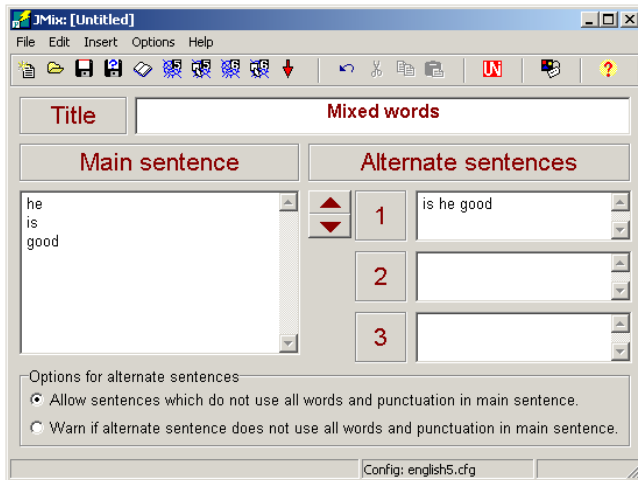 JMix: [Untitled]
File Edit Insert Options Help
Title
Mixed words
Main sentence
Alternate sentences
he
is
good
1
is he good
2
3
Options for alternate sentences
Allow sentences which do not use all words and punctuation in main sentence.
Warn if alternate sentence does not use all words and punctuation in main sentence.
Config: english5.cfg